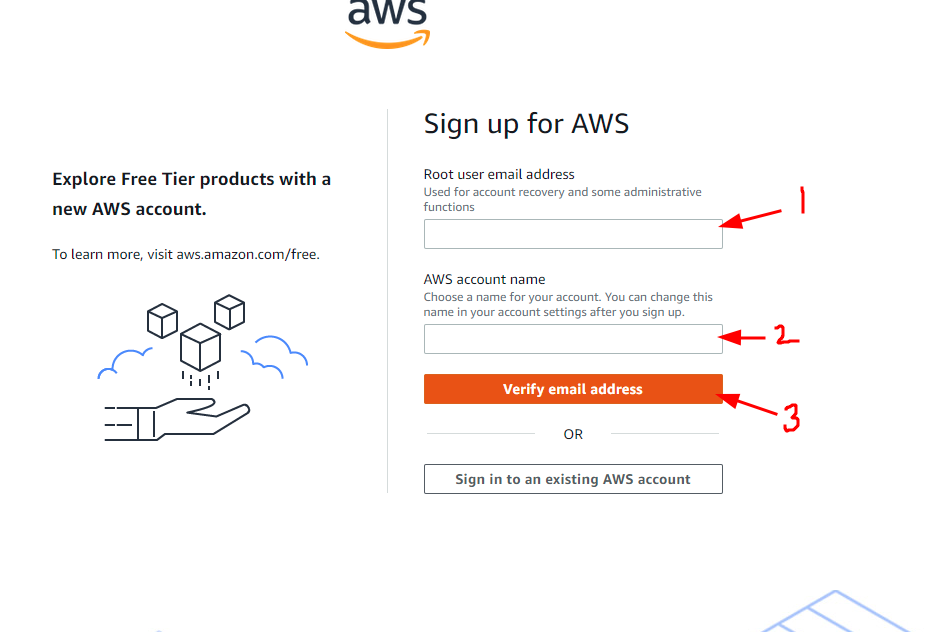 aws
Sign up for AWS
Explore Free Tier products with a
new AWS account.
To learn more, visit aws.amazon.com/free.
Root user email address
Used for account recovery and some administrative
functions
1
AWS account name
Choose a name for your account. You can change this
name in your account settings after you sign up.
2
Verify email address
3
OR
Sign in to an existing AWS account